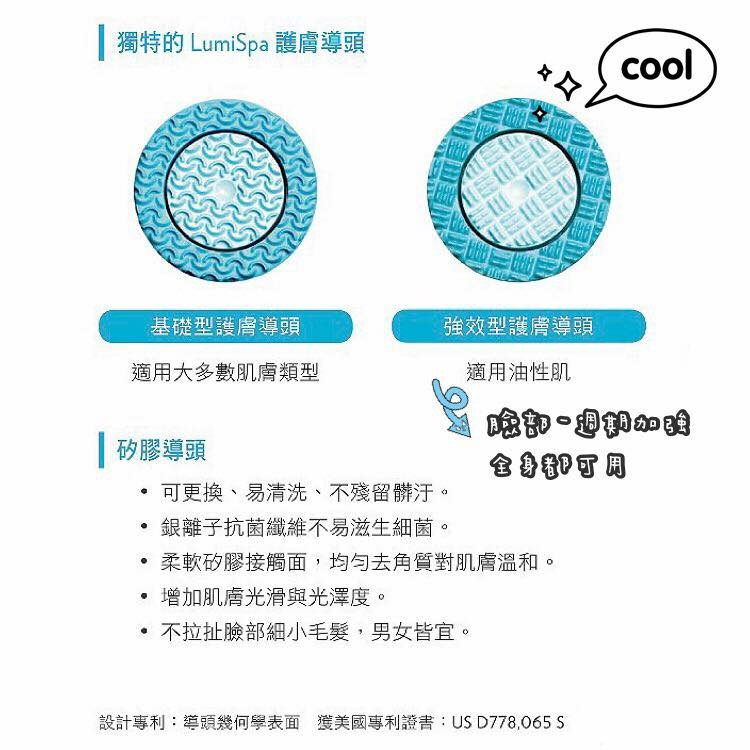 獨特的 LumiSpa 護膚導頭
cool
基礎型護膚導頭
強效型護膚導頭
適用大多數肌膚類型
適用油性肌
臉部-週期加強
全身都可用
矽膠導頭
• 可更換、易清洗、不殘留髒汙。
• 銀離子抗菌纖維不易滋生細菌。
• 柔軟矽膠接觸面，均勻去角質對肌膚溫和。
• 增加肌膚光滑與光澤度。
• 不拉扯臉部細小毛髮，男女皆宜。
設計專利：導頭幾何學表面 獲美國專利證書：US D778,065 S